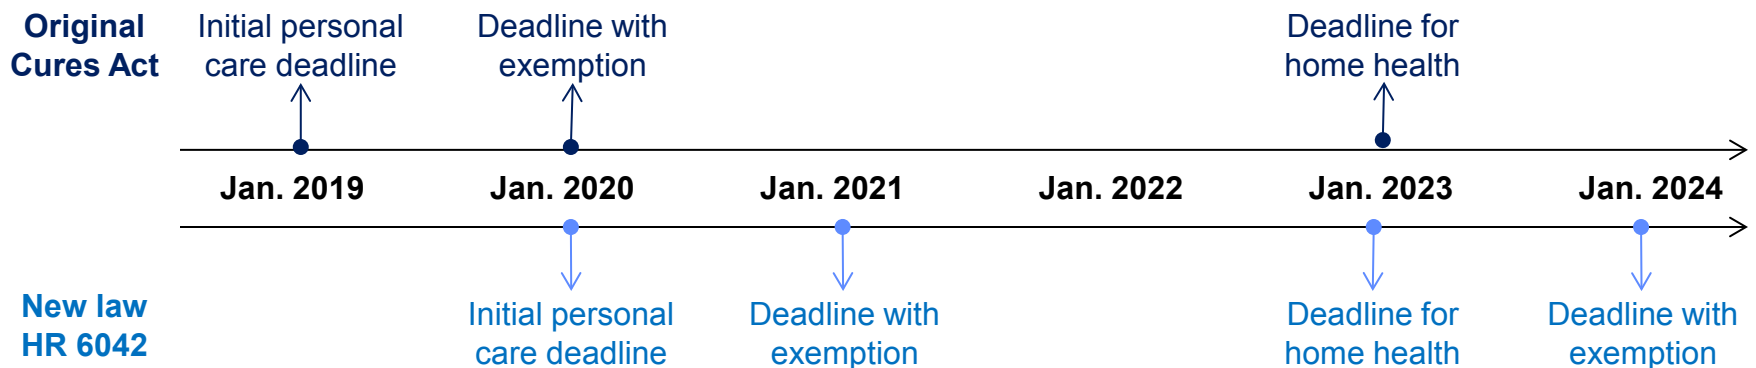 Original
Cures Act
Initial personal
care deadline
Deadline with
exemption
Deadline for
home health
Jan. 2019
Jan. 2020
Jan. 2021
Jan. 2022
Jan. 2023
Jan. 2024
New law
HR 6042
Initial personal
care deadline
Deadline with
exemption
Deadline for
home health
Deadline with
exemption